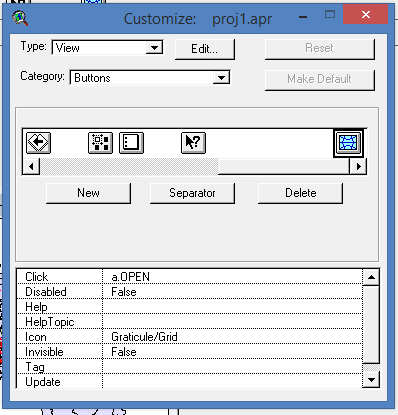 Customize: proj1.apr
Type: View Edit... Reset
Category: Buttons Make Default
?
New Separator Delete
Click a.OPEN
Disabled False
Help
HelpTopic
Icon Graticule/Grid
Invisible False
Tag
Update